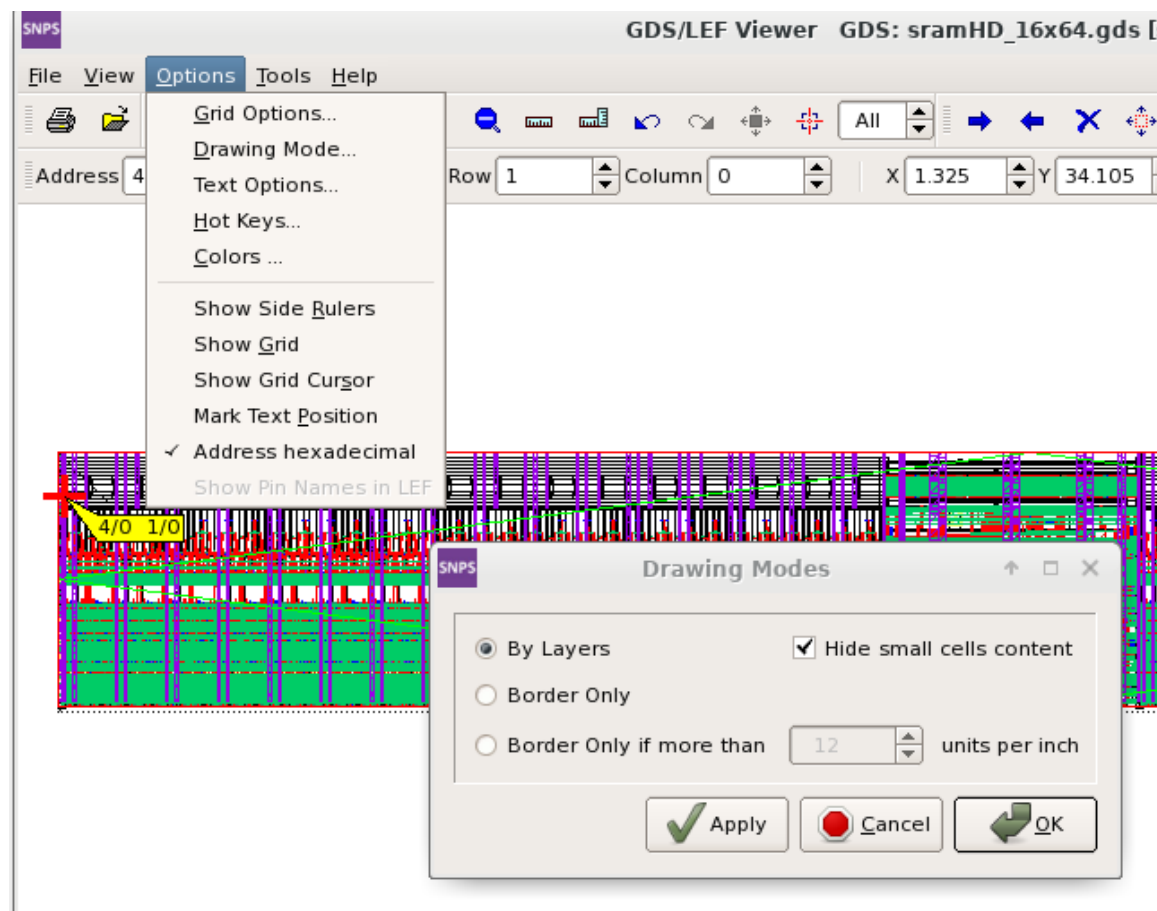 SNPS
GDS/LEF Viewer GDS: sramHD_16x64.gds [
File View Options Tools Help
All
Address 4 Row 1 Column 0 X 1.325 Y 34.105
Grid Options...
Drawing Mode...
Text Options...
Hot Keys...
Colors ...
Show Side Rulers
Show Grid
Show Grid Cursor
Mark Text Position
✓ Address hexadecimal
Show Pin Names in LEF
4/0 1/0
SNPS Drawing Modes
By Layers Hide small cells content
Border Only
Border Only if more than 12 units per inch
Apply Cancel OK